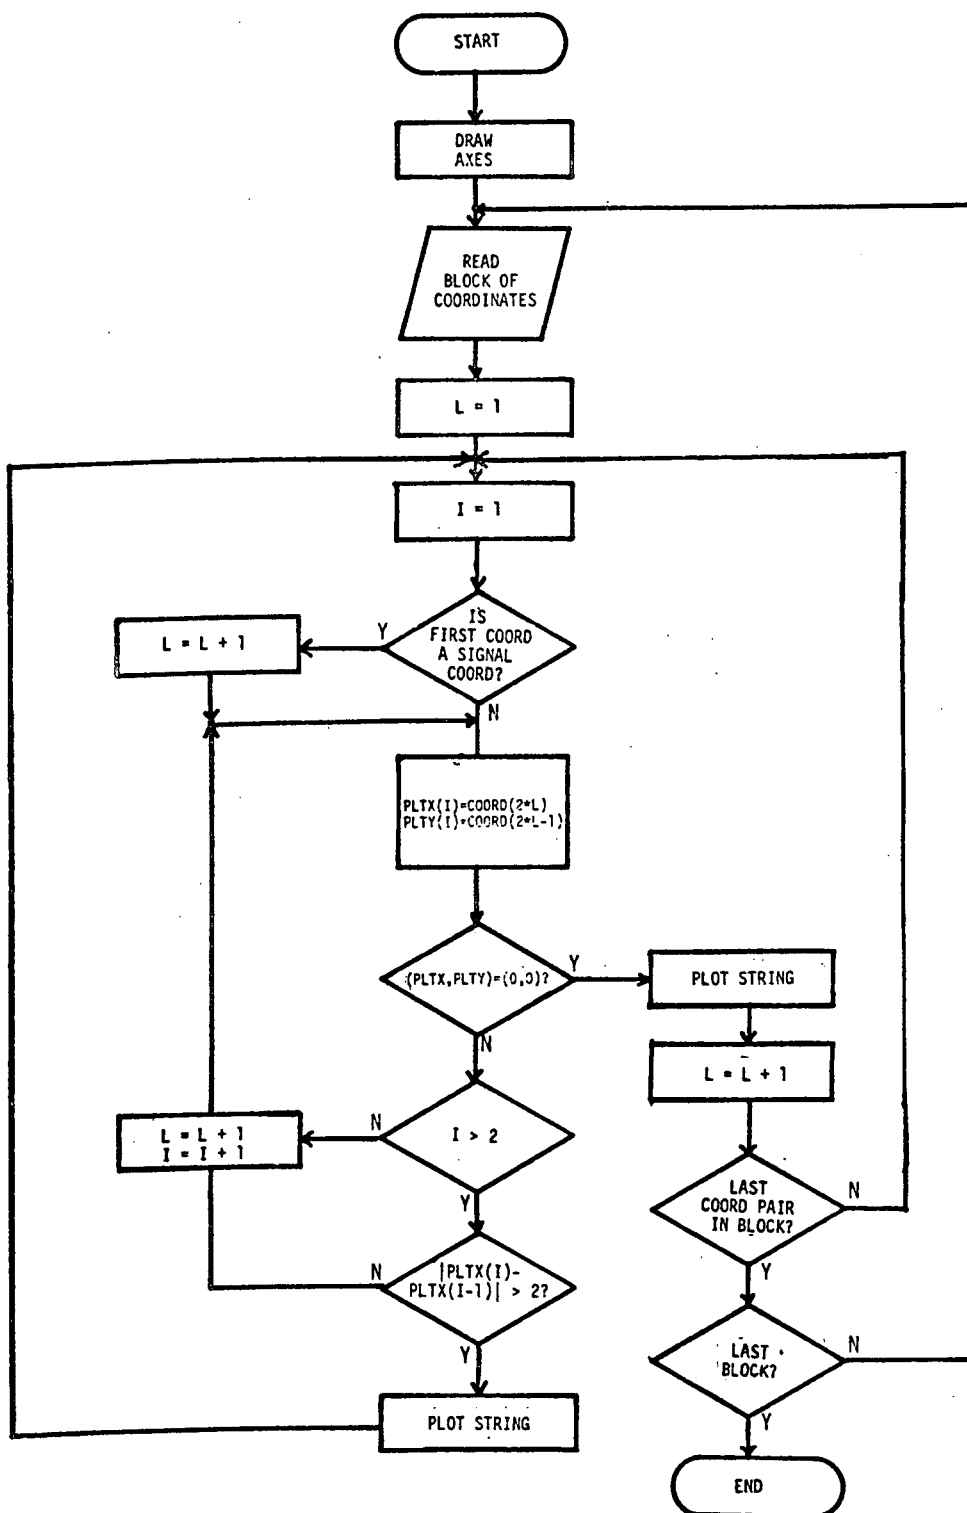 START
DRAW
AXES
READ
BLOCK OF
COORDINATES
L = 1
I = 1
IS
FIRST COORD
A SIGNAL
COORD?
Y
L = L + 1
N
PLTX(I)=COORD(2*L)
PLTY(I)=COORD(2*L-1)
(PLTX,PLTY)=(0,0)?
Y
PLOT STRING
N
L = L + 1
I > 2
N
L = L + 1
I = I + 1
Y
LAST
COORD PAIR
IN BLOCK?
N
Y
|PLTX(I)-
PLTX(I-1)| > 2?
N
Y
LAST
BLOCK?
N
Y
PLOT STRING
END